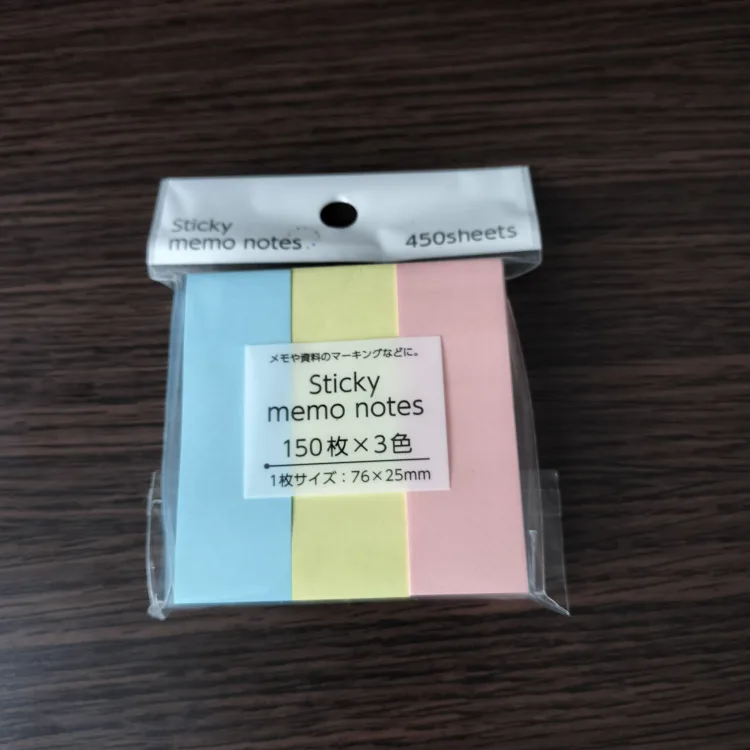 Sticky
memo notes
450sheets
メモや資料のマーキングなどに。
Sticky
memo notes
150枚×3色
1枚サイズ：76×25mm